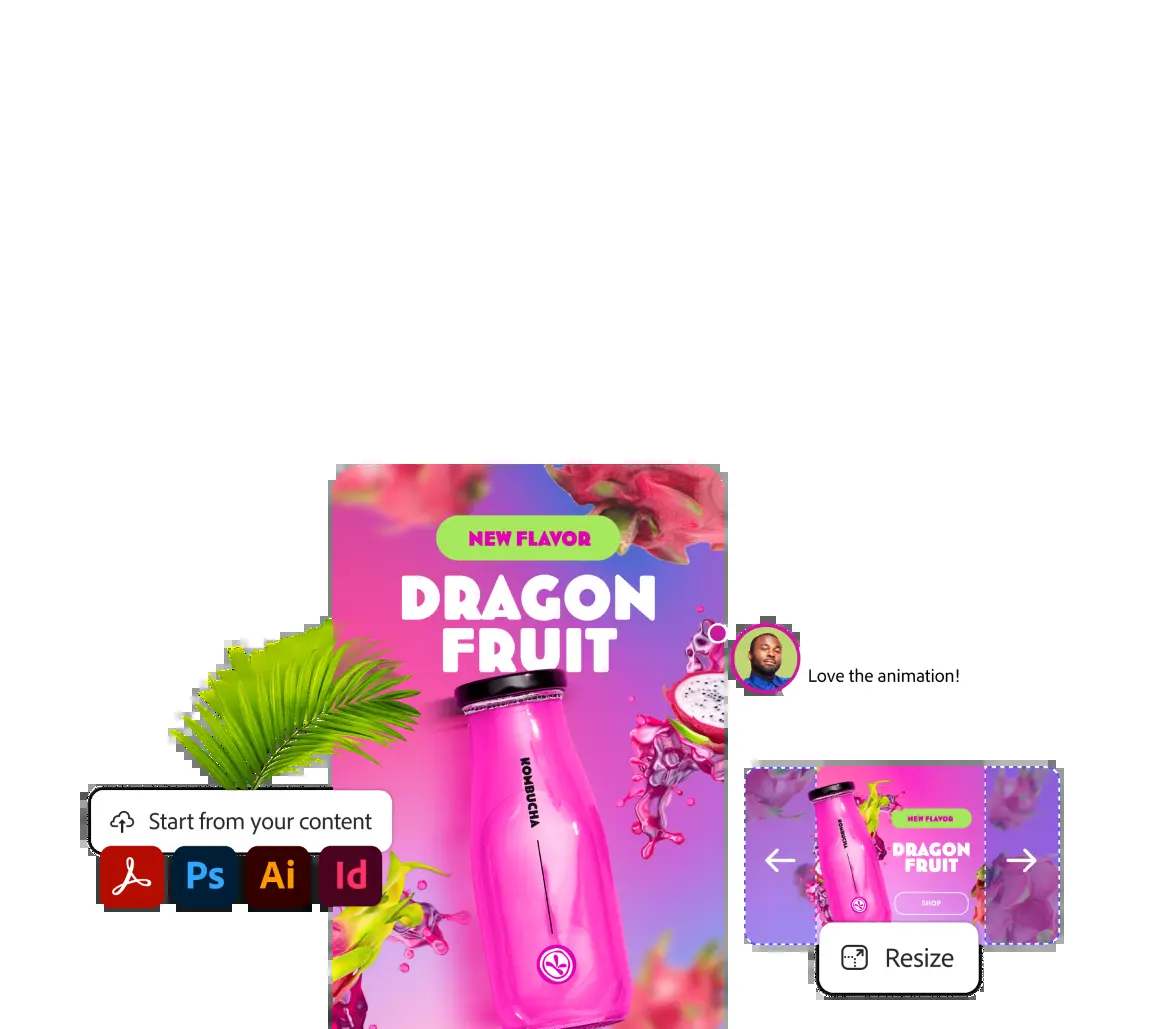 NEW FLAVOR
DRAGON
FRUIT
KOMBUCHA
Love the animation!
Start from your content
Ps Ai Id
KOMBUCHA
NEW FLAVOR
DRAGON
FRUIT
SHOP
Resize